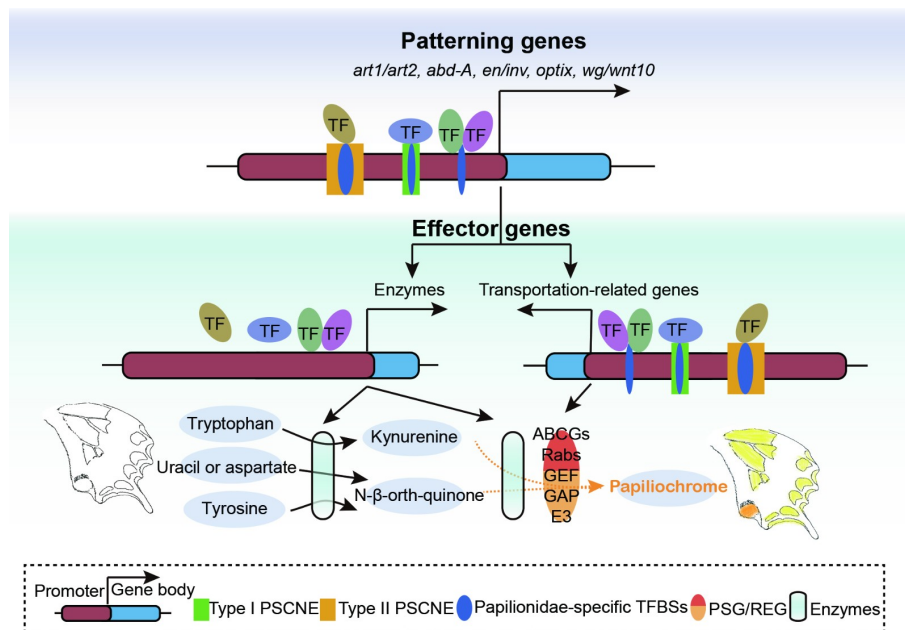 Patterning genes
art1/art2, abd-A, en/inv, optix, wg/wnt10
TF
TF
TF
TF
Effector genes
Enzymes
Transportation-related genes
TF
TF
TF
TF
TF
TF
TF
TF
Tryptophan
Kynurenine
Uracil or aspartate
N-β-orth-quinone
Tyrosine
ABCGs
Rabs
GEF
GAP
E3
Papiliochrome
Promoter
Gene body
Type I PSCNE
Type II PSCNE
Papilionidae-specific TFBSs
PSG/REG
Enzymes